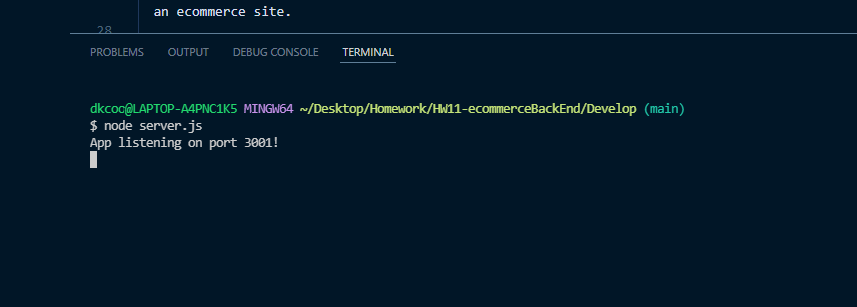 an ecommerce site.
28
PROBLEMS OUTPUT DEBUG CONSOLE TERMINAL
dkcoo@LAPTOP-A4PNC1K5 MINGW64 ~/Desktop/Homework/HW11-ecommerceBackEnd/Develop (main)
$ node server.js
App listening on port 3001!